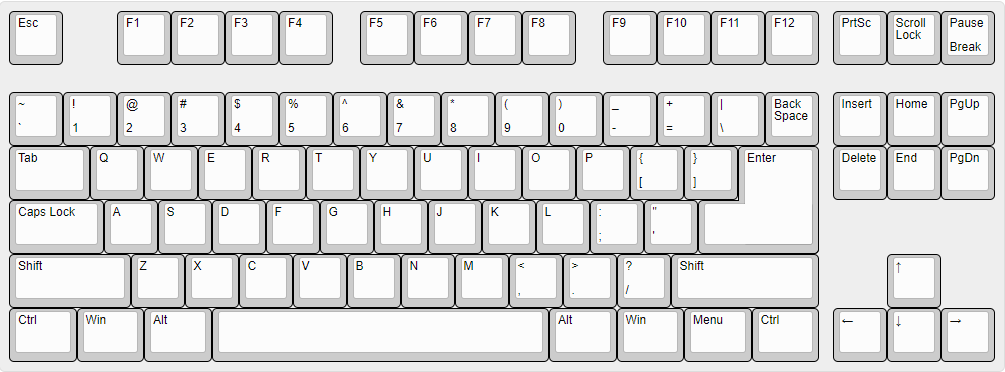 Esc F1 F2 F3 F4 F5 F6 F7 F8 F9 F10 F11 F12 PrtSc Scroll Pause
Lock
Break
~ ! @ # $ % ^ & * ( ) _ + | Back Insert Home PgUp
Space
` 1 2 3 4 5 6 7 8 9 0 - = \
Tab Q W E R T Y U I O P { } Enter Delete End PgDn
[ ]
Caps Lock A S D F G H J K L : "
; '
Shift Z X C V B N M < > ? Shift ↑
, . /
Ctrl Win Alt Alt Win Menu Ctrl ← ↓ →